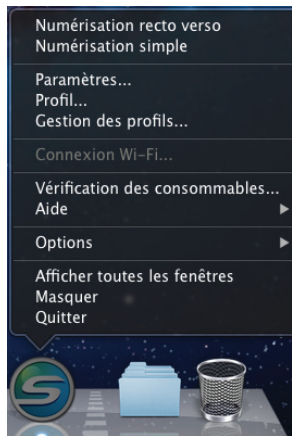 Numérisation recto verso
Numérisation simple
Paramètres...
Profil...
Gestion des profils...
Connexion Wi-Fi...
Vérification des consommables...
Aide
Options
Afficher toutes les fenêtres
Masquer
Quitter
S